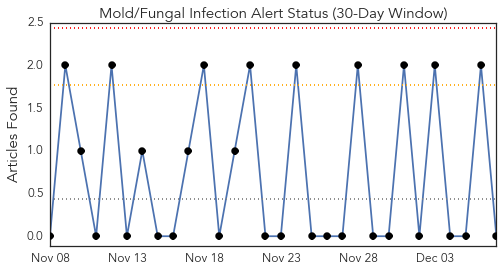 Mold/Fungal Infection Alert Status (30-Day Window)
2.5
2.0
1.5
1.0
0.5
0.0
Articles Found
Nov 08 Nov 13 Nov 18 Nov 23 Nov 28 Dec 03